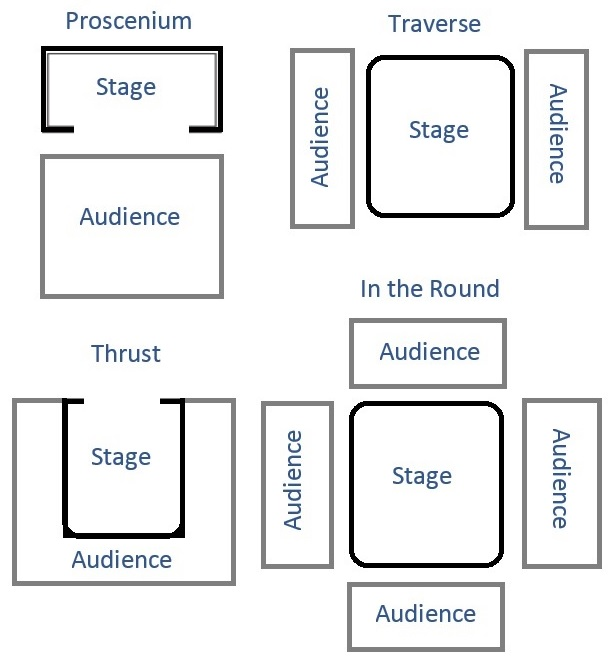 Proscenium
Stage
Audience
Traverse
Audience
Stage
Audience
Thrust
Stage
Audience
In the Round
Audience
Audience
Stage
Audience
Audience